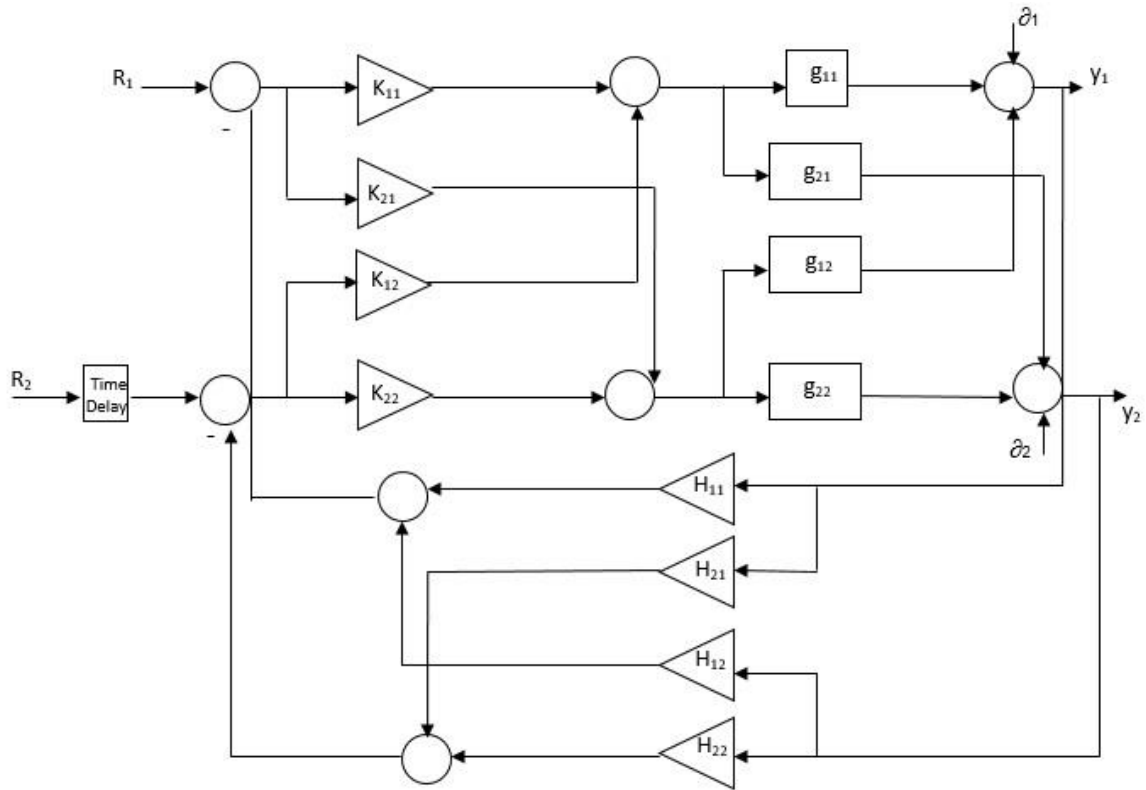 ∂₁
R₁
K₁₁
g₁₁
y₁
-
K₂₁
g₂₁
K₁₂
g₁₂
R₂
Time
Delay
K₂₂
g₂₂
y₂
-
∂₂
H₁₁
H₂₁
H₁₂
H₂₂